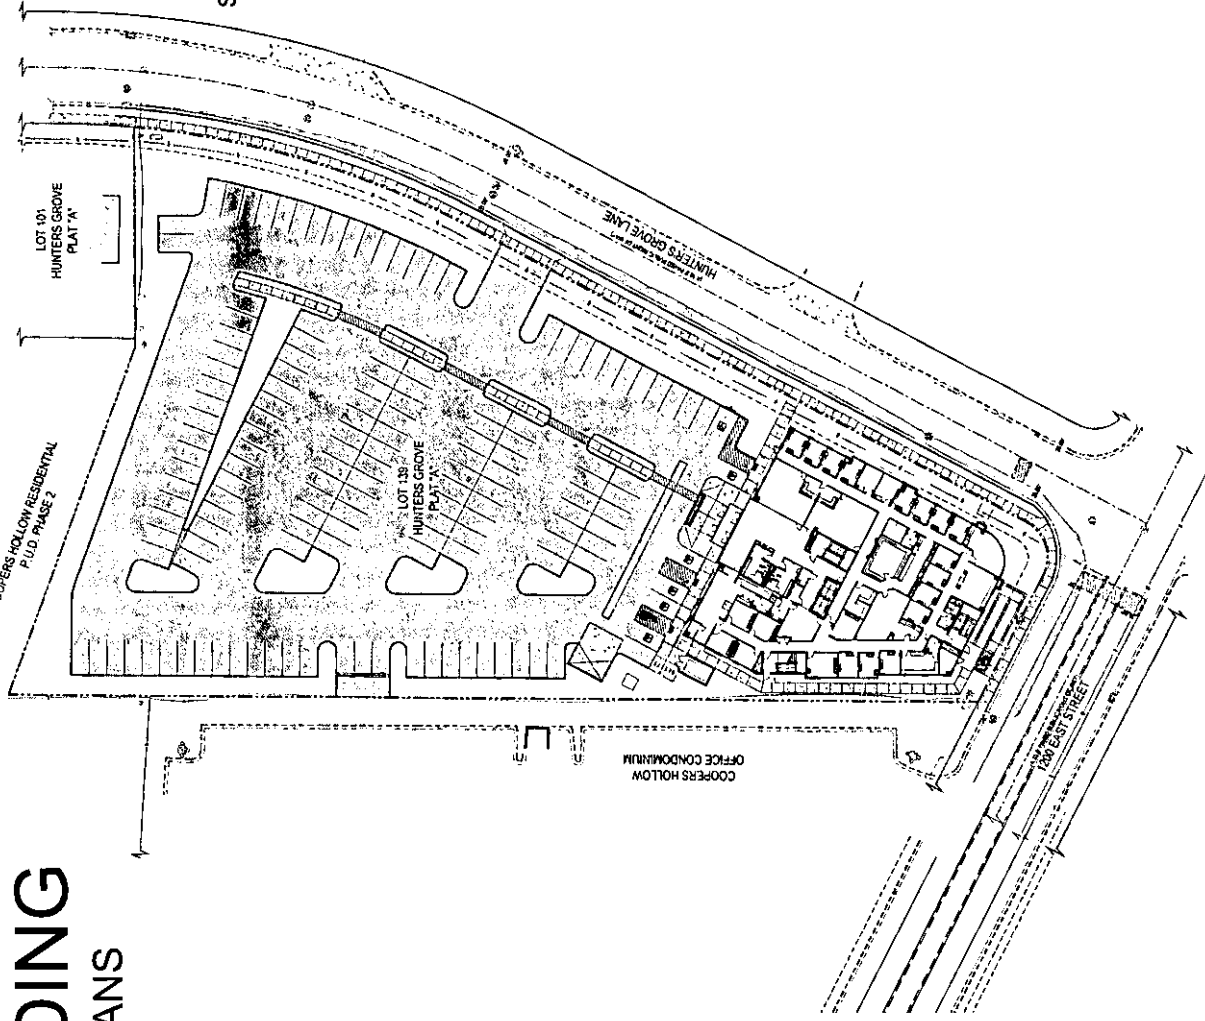 S
LOT 101
HUNTERS GROVE
PLAT "A"
HUNTERS GROVE LANE
COOPERS HOLLOW RESIDENTIAL
P.U.D. PHASE 2
LOT 139
HUNTERS GROVE
PLAT "A"
COOPERS HOLLOW
OFFICE CONDOMINIUM
1200 EAST STREET
DING
ANS